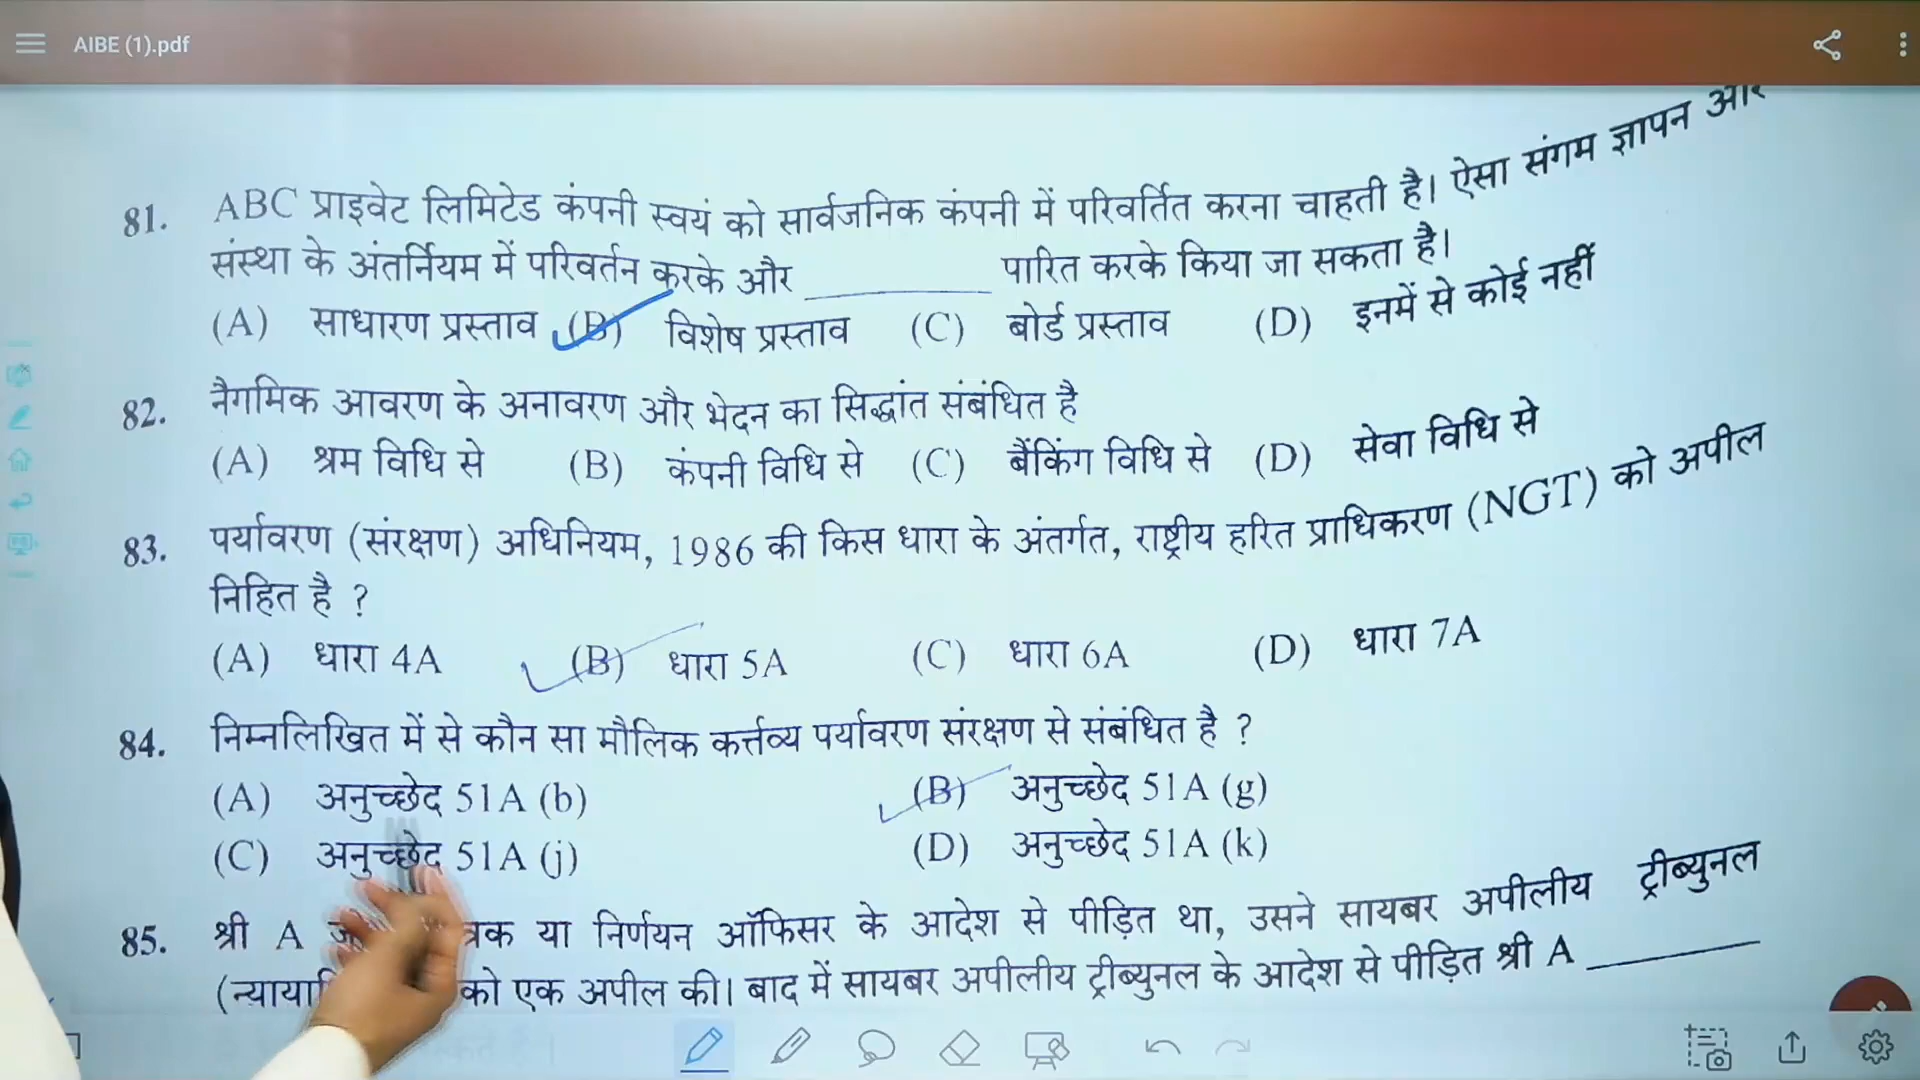 AIBE (1).pdf
81. ABC प्राइवेट लिमिटेड कंपनी स्वयं को सार्वजनिक कंपनी में परिवर्तित करना चाहती है। ऐसा संगम ज्ञापन और
संस्था के अंतर्नियम में परिवर्तन करके और __________ पारित करके किया जा सकता है।
(A) साधारण प्रस्ताव (B) विशेष प्रस्ताव (C) बोर्ड प्रस्ताव (D) इनमें से कोई नहीं
82. नैगमिक आवरण के अनावरण और भेदन का सिद्धांत संबंधित है
(A) श्रम विधि से (B) कंपनी विधि से (C) बैंकिंग विधि से (D) सेवा विधि से
83. पर्यावरण (संरक्षण) अधिनियम, 1986 की किस धारा के अंतर्गत, राष्ट्रीय हरित प्राधिकरण (NGT) को अपील
निहित है ?
(A) धारा 4A (B) धारा 5A (C) धारा 6A (D) धारा 7A
84. निम्नलिखित में से कौन सा मौलिक कर्त्तव्य पर्यावरण संरक्षण से संबंधित है ?
(A) अनुच्छेद 51A (b) (B) अनुच्छेद 51A (g)
(C) अनुच्छेद 51A (j) (D) अनुच्छेद 51A (k)
85. श्री A या निर्णयन ऑफिसर के आदेश से पीड़ित था, उसने सायबर अपीलीय ट्रीब्युनल
को एक अपील की। बाद में सायबर अपीलीय ट्रीब्युनल के आदेश से पीड़ित श्री A __________